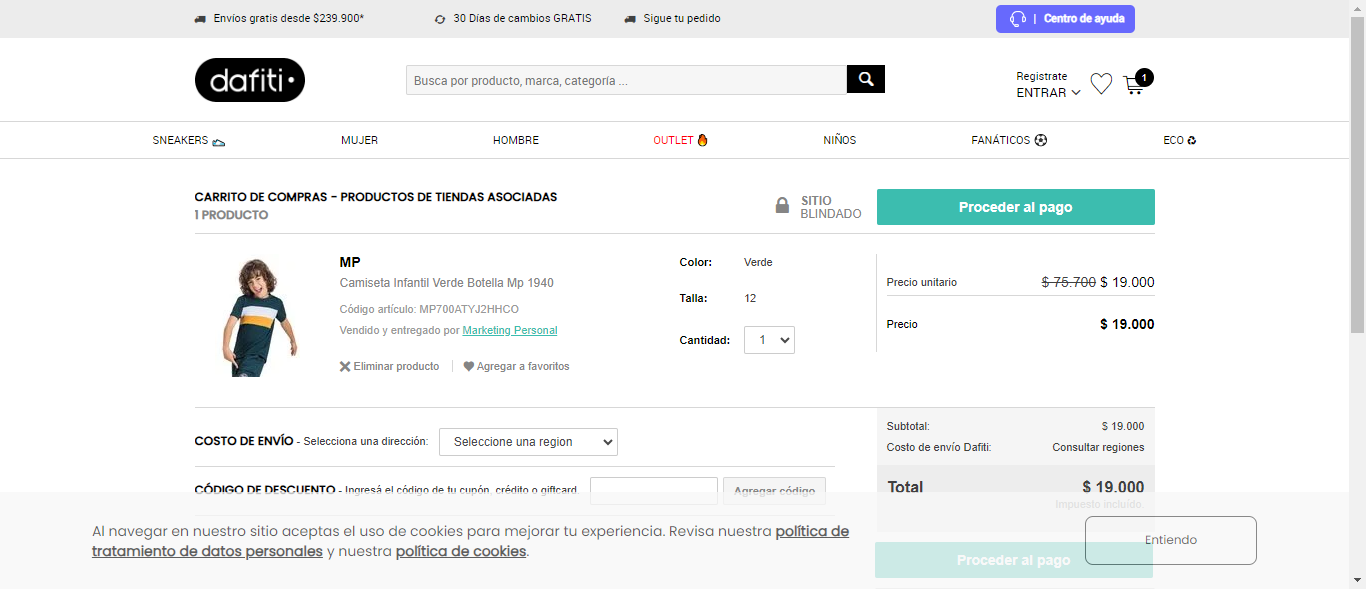 Envíos gratis desde $239.900*
30 Días de cambios GRATIS
Sigue tu pedido
| Centro de ayuda
dafiti
Busca por producto, marca, categoría ...
Registrate
ENTRAR
1
SNEAKERS
MUJER
HOMBRE
OUTLET
NIÑOS
FANÁTICOS
ECO
CARRITO DE COMPRAS - PRODUCTOS DE TIENDAS ASOCIADAS
1 PRODUCTO
SITIO
BLINDADO
Proceder al pago
MP
Camiseta Infantil Verde Botella Mp 1940
Código artículo: MP700ATYJ2HHCO
Vendido y entregado por Marketing Personal
Eliminar producto
Agregar a favoritos
Color: Verde
Talla: 12
Cantidad: 1
Precio unitario $ 75.700 $ 19.000
Precio $ 19.000
COSTO DE ENVÍO - Selecciona una dirección: Seleccione una region
CÓDIGO DE DESCUENTO - Ingresá el código de tu cupón, crédito o giftcard Agregar código
Subtotal: $ 19.000
Costo de envío Dafiti: Consultar regiones
Total $ 19.000
Impuesto incluido.
Proceder al pago
Al navegar en nuestro sitio aceptas el uso de cookies para mejorar tu experiencia. Revisa nuestra política de
tratamiento de datos personales y nuestra política de cookies.
Entiendo